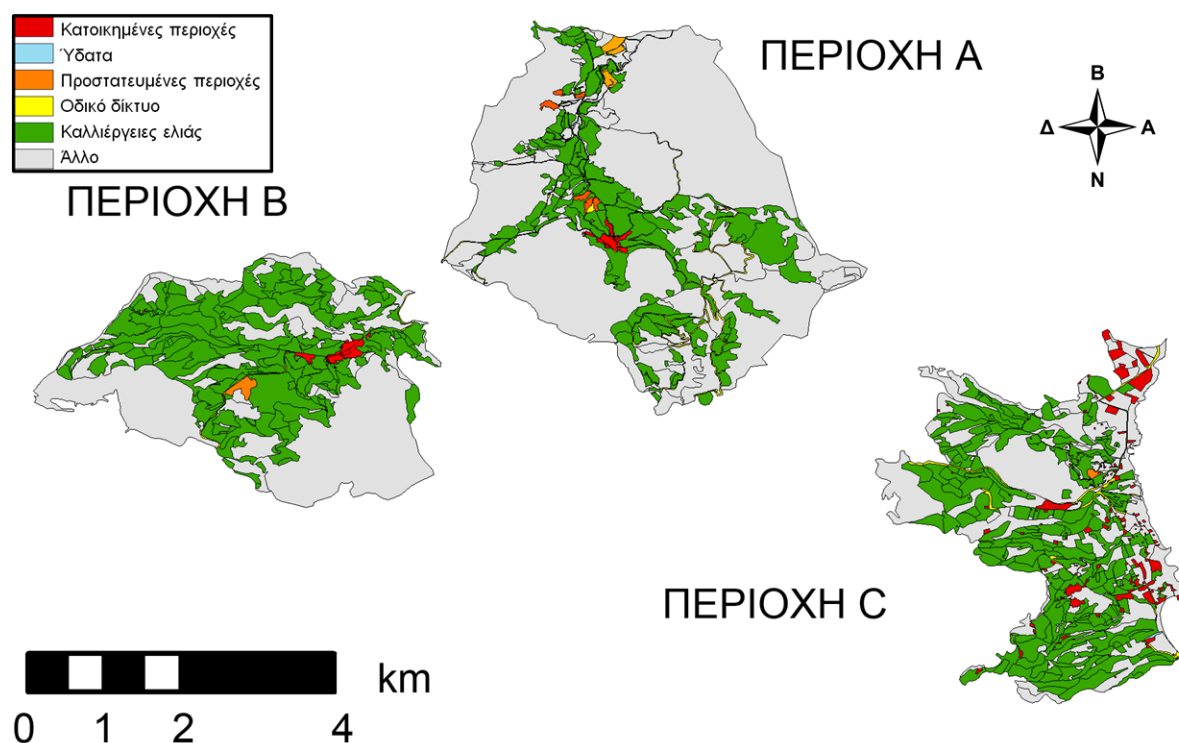 Κατοικημένες περιοχές
Ύδατα
Προστατευμένες περιοχές
Οδικό δίκτυο
Καλλιέργειες ελιάς
Άλλο
ΠΕΡΙΟΧΗ Α
Β
Δ Α
Ν
ΠΕΡΙΟΧΗ Β
ΠΕΡΙΟΧΗ C
km
0 1 2 4